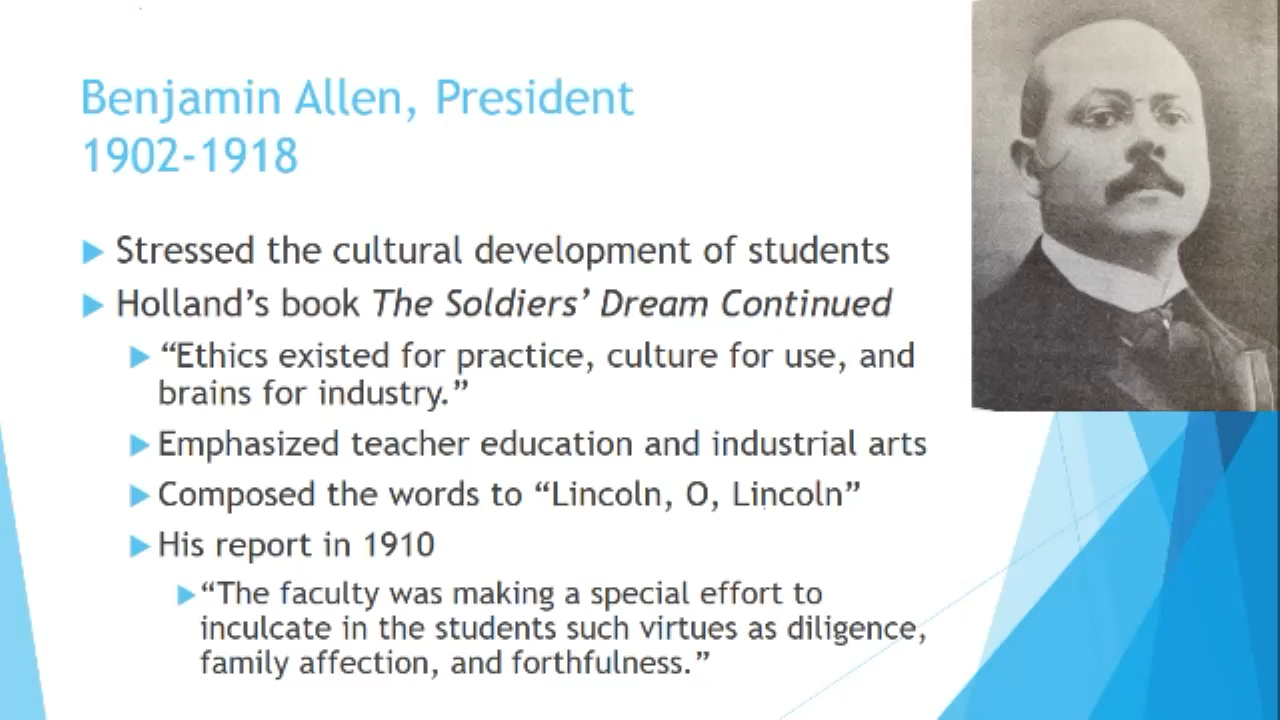 Benjamin Allen, President
1902-1918
Stressed the cultural development of students
Holland’s book The Soldiers’ Dream Continued
“Ethics existed for practice, culture for use, and
brains for industry.”
Emphasized teacher education and industrial arts
Composed the words to “Lincoln, O, Lincoln”
His report in 1910
“The faculty was making a special effort to
inculcate in the students such virtues as diligence,
family affection, and forthfulness.”